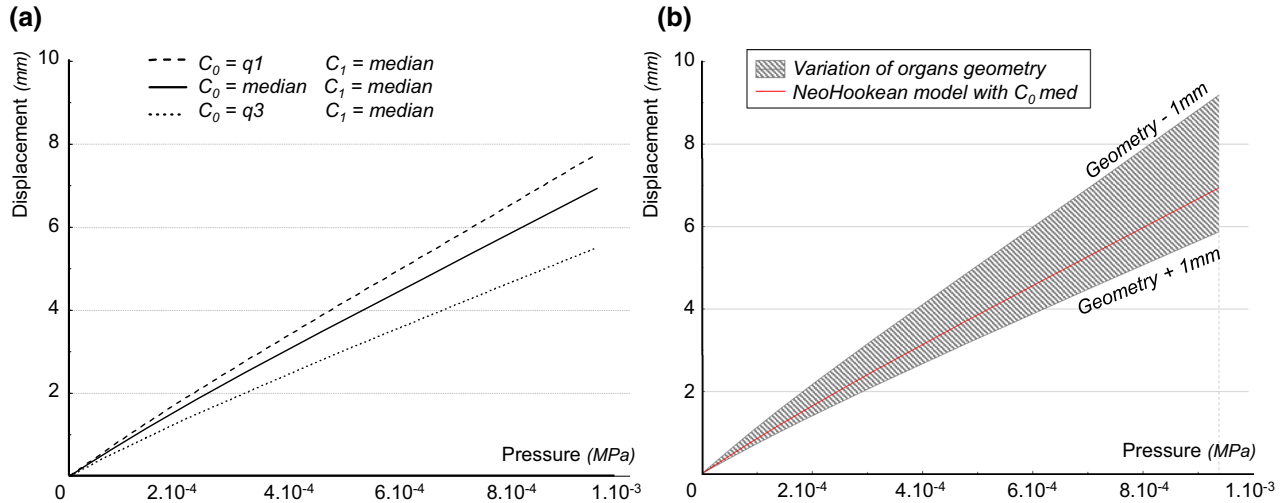 (a)
C₀ = q1 C₁ = median
C₀ = median C₁ = median
C₀ = q3 C₁ = median
Displacement (mm)
10
8
6
4
2
0
2.10⁻⁴
4.10⁻⁴
6.10⁻⁴
8.10⁻⁴
1.10⁻³
Pressure (MPa)
(b)
Variation of organs geometry
NeoHookean model with C₀ med
Displacement (mm)
10
8
6
4
2
Geometry - 1mm
Geometry + 1mm
Pressure (MPa)
0
2.10⁻⁴
4.10⁻⁴
6.10⁻⁴
8.10⁻⁴
1.10⁻³